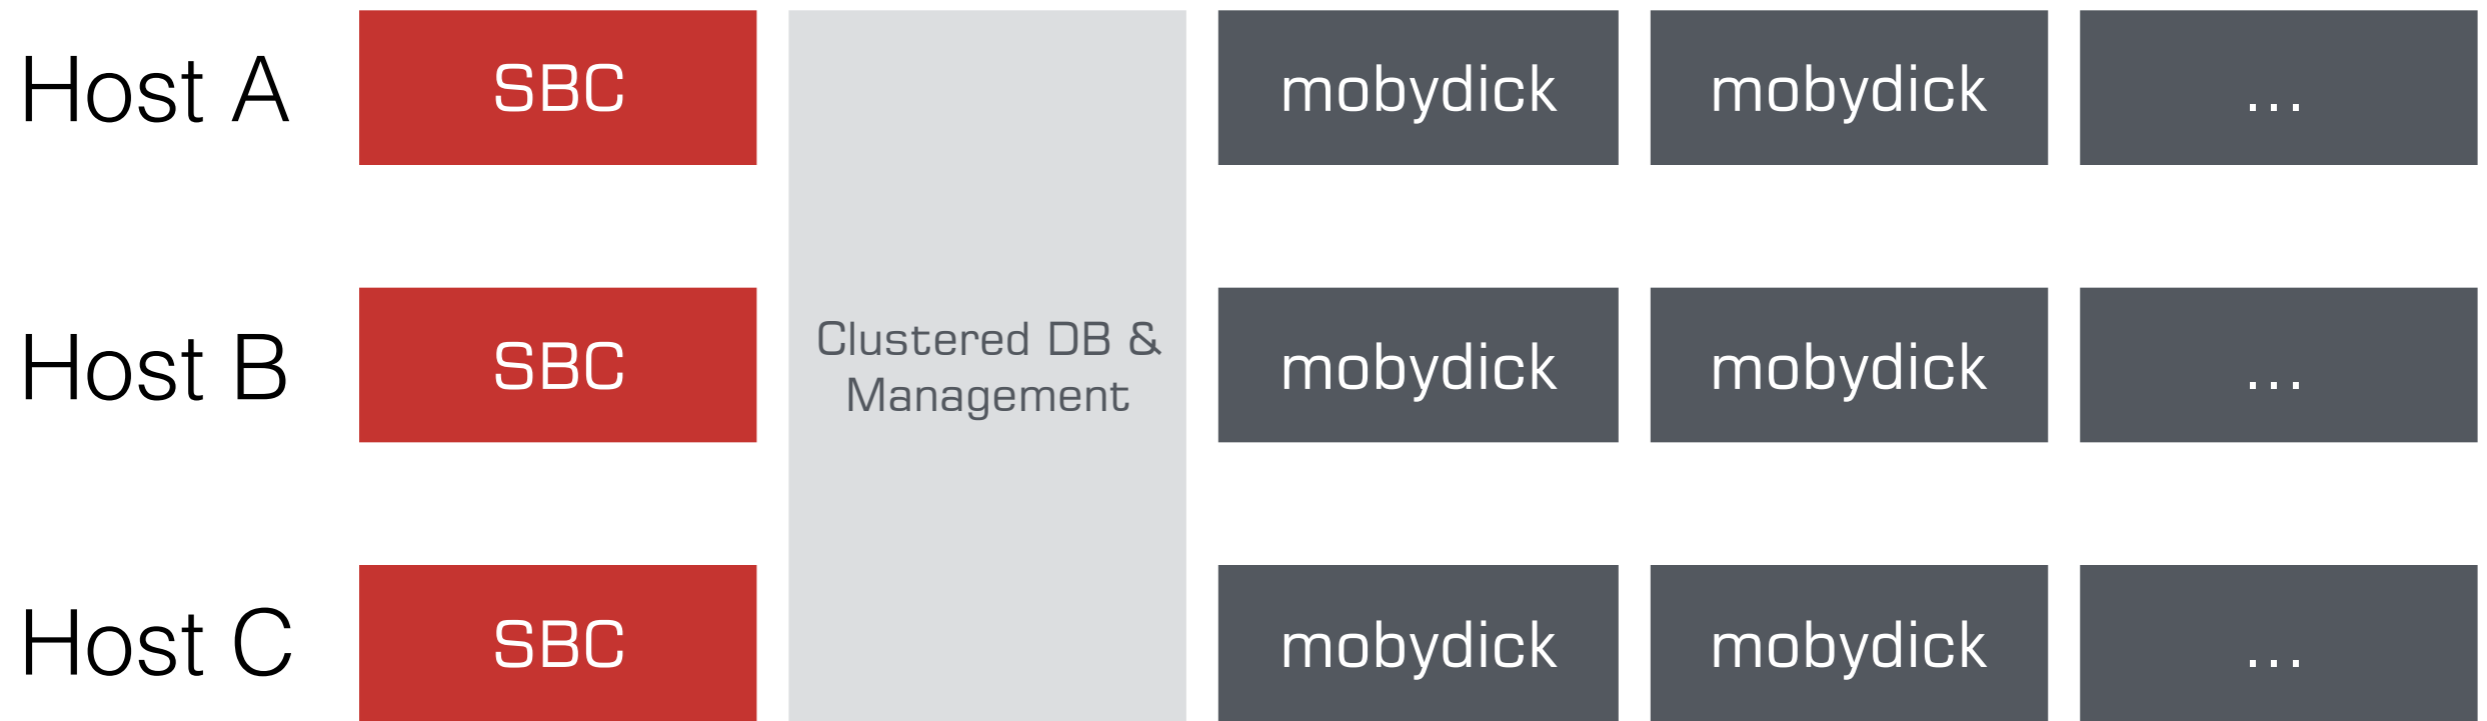 Host A SBC mobydick mobydick ...
Clustered DB &
Management
Host B SBC mobydick mobydick ...
Host C SBC mobydick mobydick ...